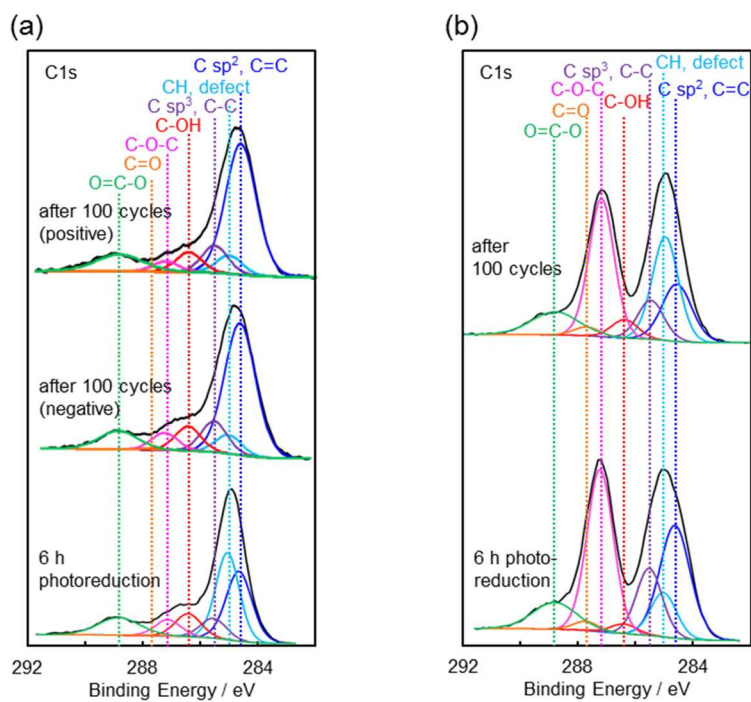 (a)
C1s
C sp², C=C
CH, defect
C sp³, C-C
C-OH
C-O-C
C=O
O=C-O
after 100 cycles
(positive)
after 100 cycles
(negative)
6 h
photoreduction
292
288
284
Binding Energy / eV
(b)
C1s
CH, defect
C sp³, C-C
C sp², C=C
C-O-C
C-OH
C=O
O=C-O
after
100 cycles
6 h photo-
reduction
292
288
284
Binding Energy / eV